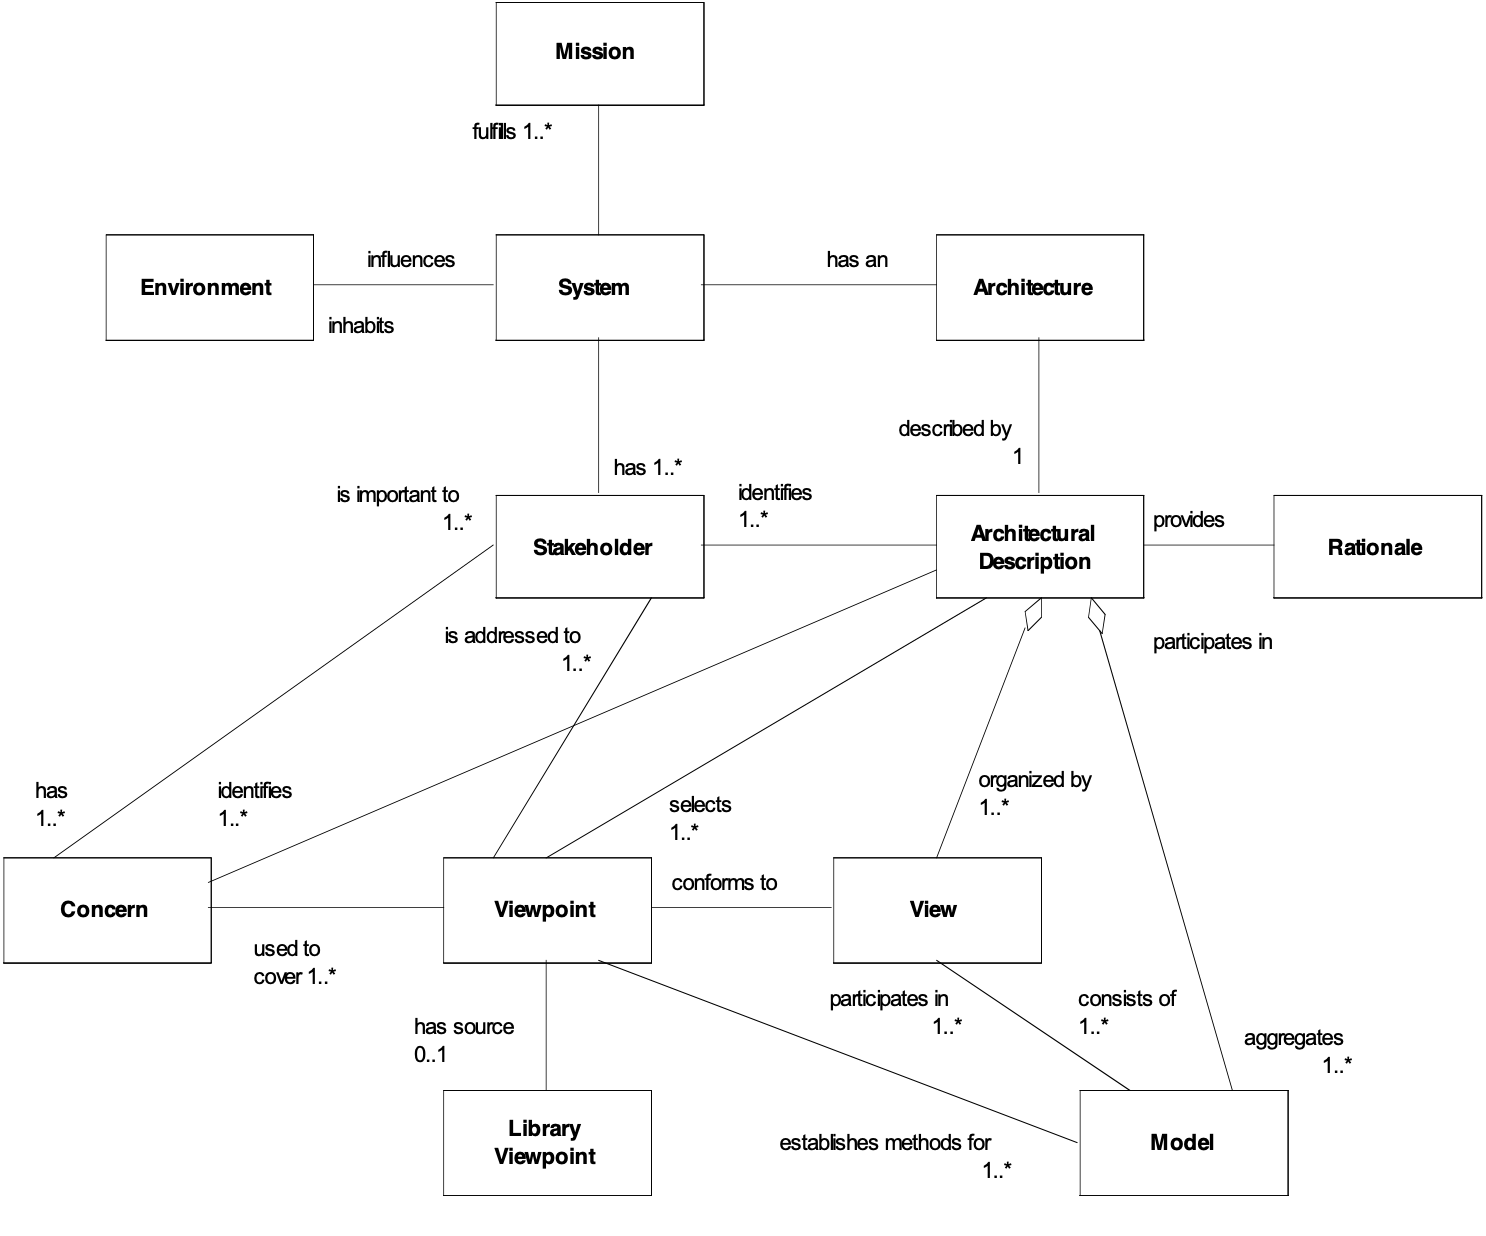 Mission
fulfills 1..*
influences
has an
Environment
System
Architecture
inhabits
described by
1
has 1..*
is important to
1..*
identifies
1..*
Stakeholder
Architectural
Description
provides
Rationale
is addressed to
1..*
participates in
has
1..*
identifies
1..*
selects
1..*
organized by
1..*
Concern
Viewpoint
conforms to
View
used to
cover 1..*
participates in
1..*
consists of
1..*
has source
0..1
aggregates
1..*
Library
Viewpoint
establishes methods for
1..*
Model